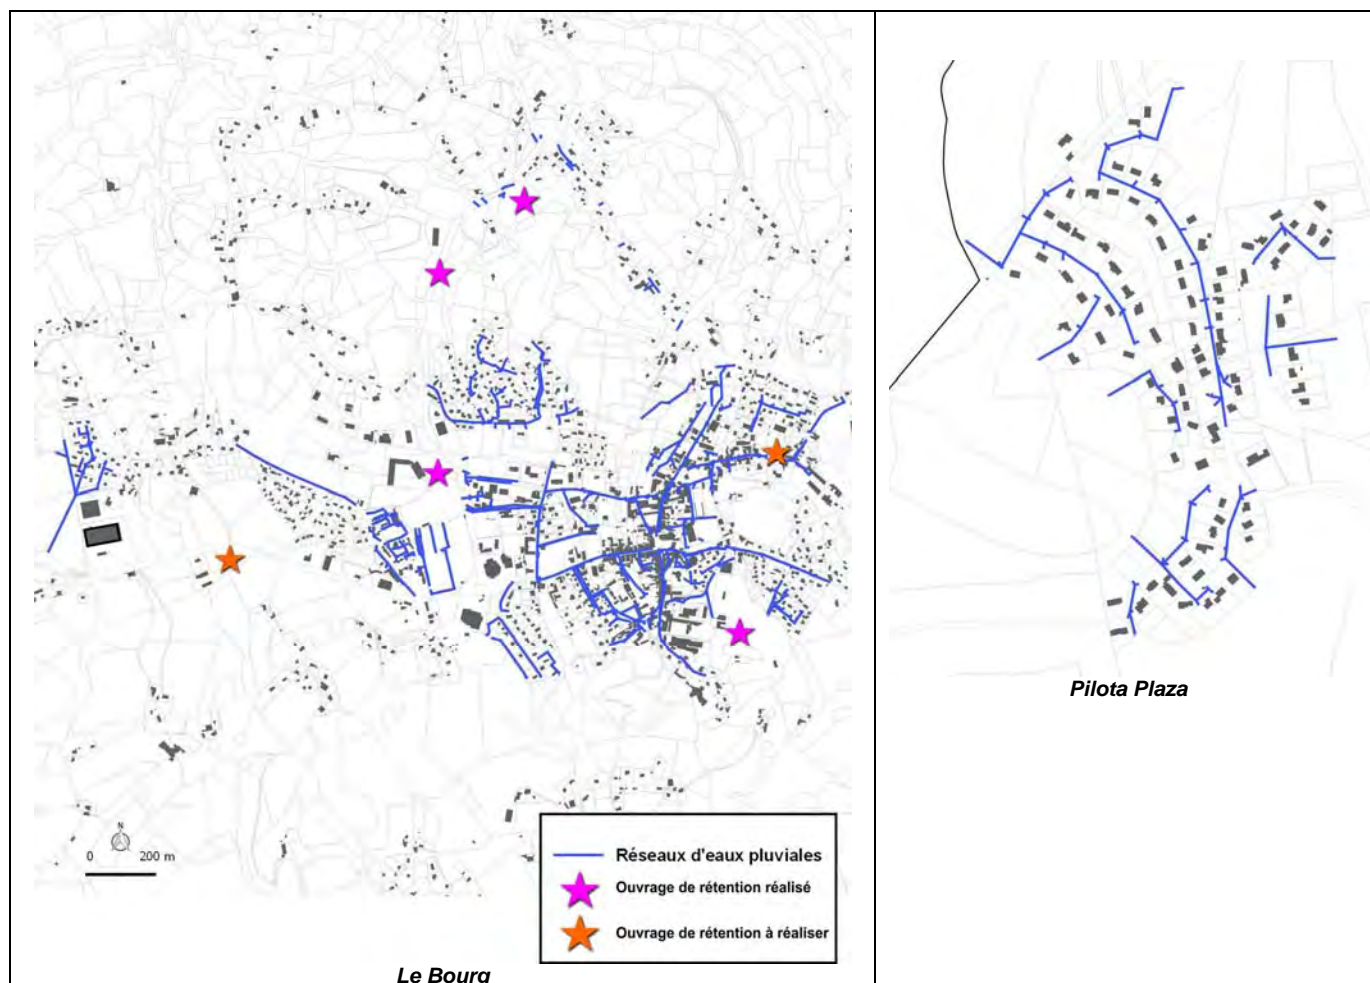 N
0 200 m
Réseaux d'eaux pluviales
Ouvrage de rétention réalisé
Ouvrage de rétention à réaliser
Le Bourg
Pilota Plaza